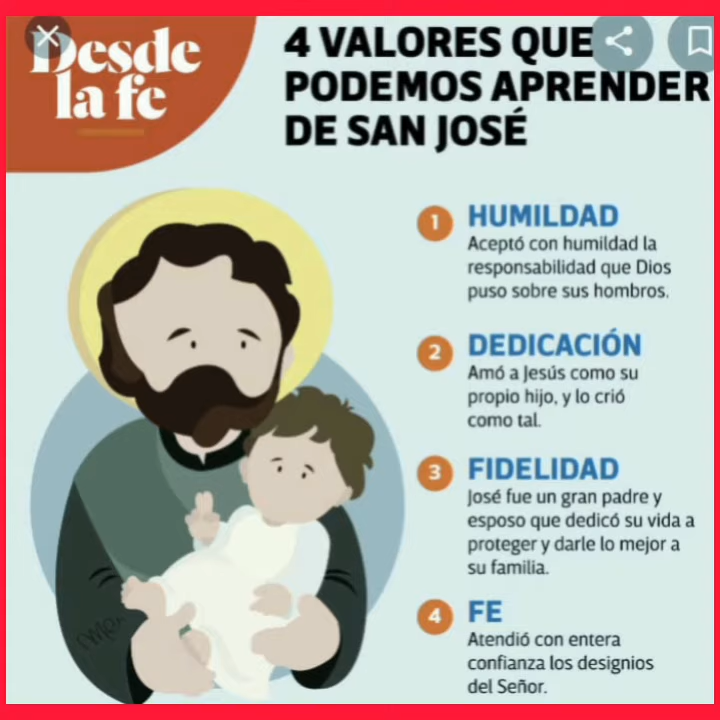 Desde
la fe
4 VALORES QUE
PODEMOS APRENDER
DE SAN JOSÉ
1 HUMILDAD
Aceptó con humildad la
responsabilidad que Dios
puso sobre sus hombros.
2 DEDICACIÓN
Amó a Jesús como su
propio hijo, y lo crió
como tal.
3 FIDELIDAD
José fue un gran padre y
esposo que dedicó su vida a
proteger y darle lo mejor a
su familia.
4 FE
Atendió con entera
confianza los designios
del Señor.